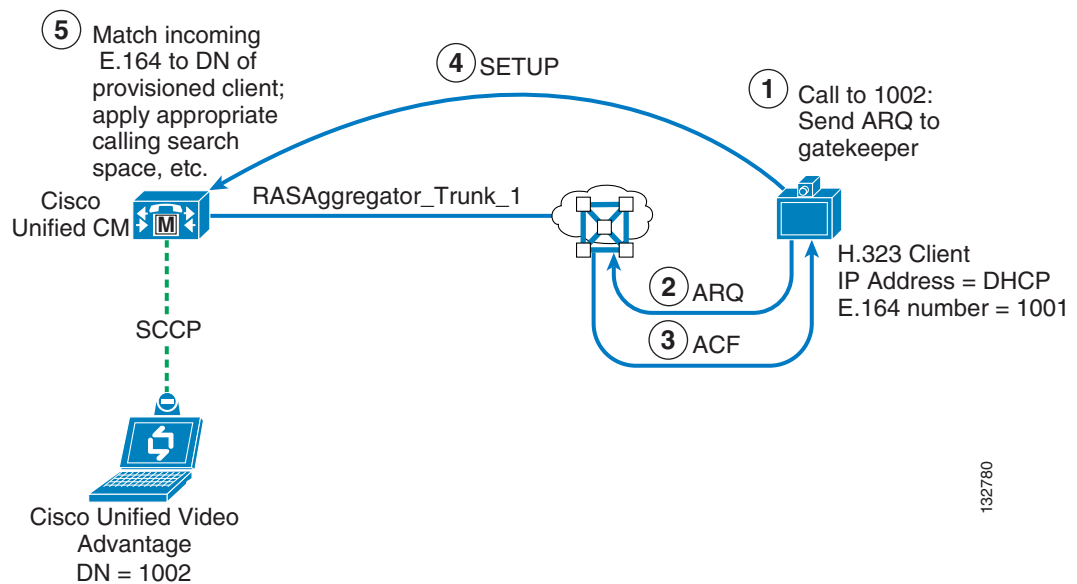 5
Match incoming
E.164 to DN of
provisioned client;
apply appropriate
calling search
space, etc.
4
SETUP
1
Call to 1002:
Send ARQ to
gatekeeper
Cisco
Unified CM
M
RASAggregator_Trunk_1
H.323 Client
IP Address = DHCP
E.164 number = 1001
2
ARQ
3
ACF
SCCP
Cisco Unified Video
Advantage
DN = 1002
132780